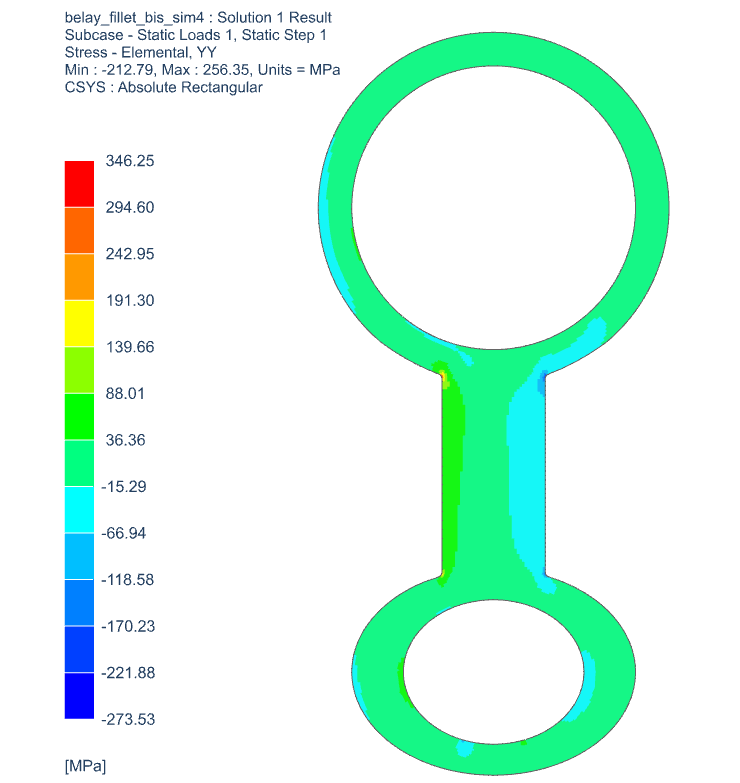 belay_fillet_bis_sim4 : Solution 1 Result
Subcase - Static Loads 1, Static Step 1
Stress - Elemental, YY
Min : -212.79, Max : 256.35, Units = MPa
CSYS : Absolute Rectangular
346.25
294.60
242.95
191.30
139.66
88.01
36.36
-15.29
-66.94
-118.58
-170.23
-221.88
-273.53
[MPa]